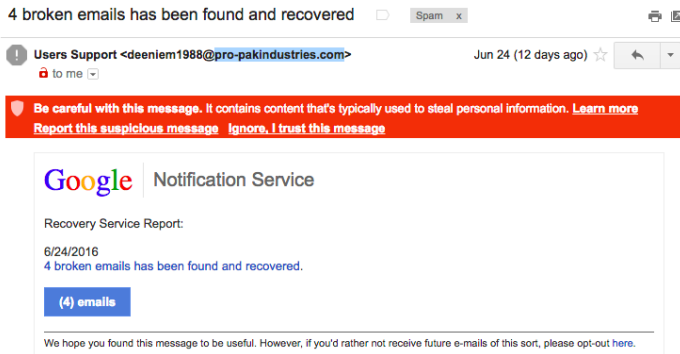 4 broken emails has been found and recovered
Spam x
Users Support <deeniem1988@pro-pakindustries.com>
Jun 24 (12 days ago)
to me
Be careful with this message. It contains content that's typically used to steal personal information. Learn more
Report this suspicious message Ignore, I trust this message
Google Notification Service
Recovery Service Report:
6/24/2016
4 broken emails has been found and recovered.
(4) emails
We hope you found this message to be useful. However, if you'd rather not receive future e-mails of this sort, please opt-out here.